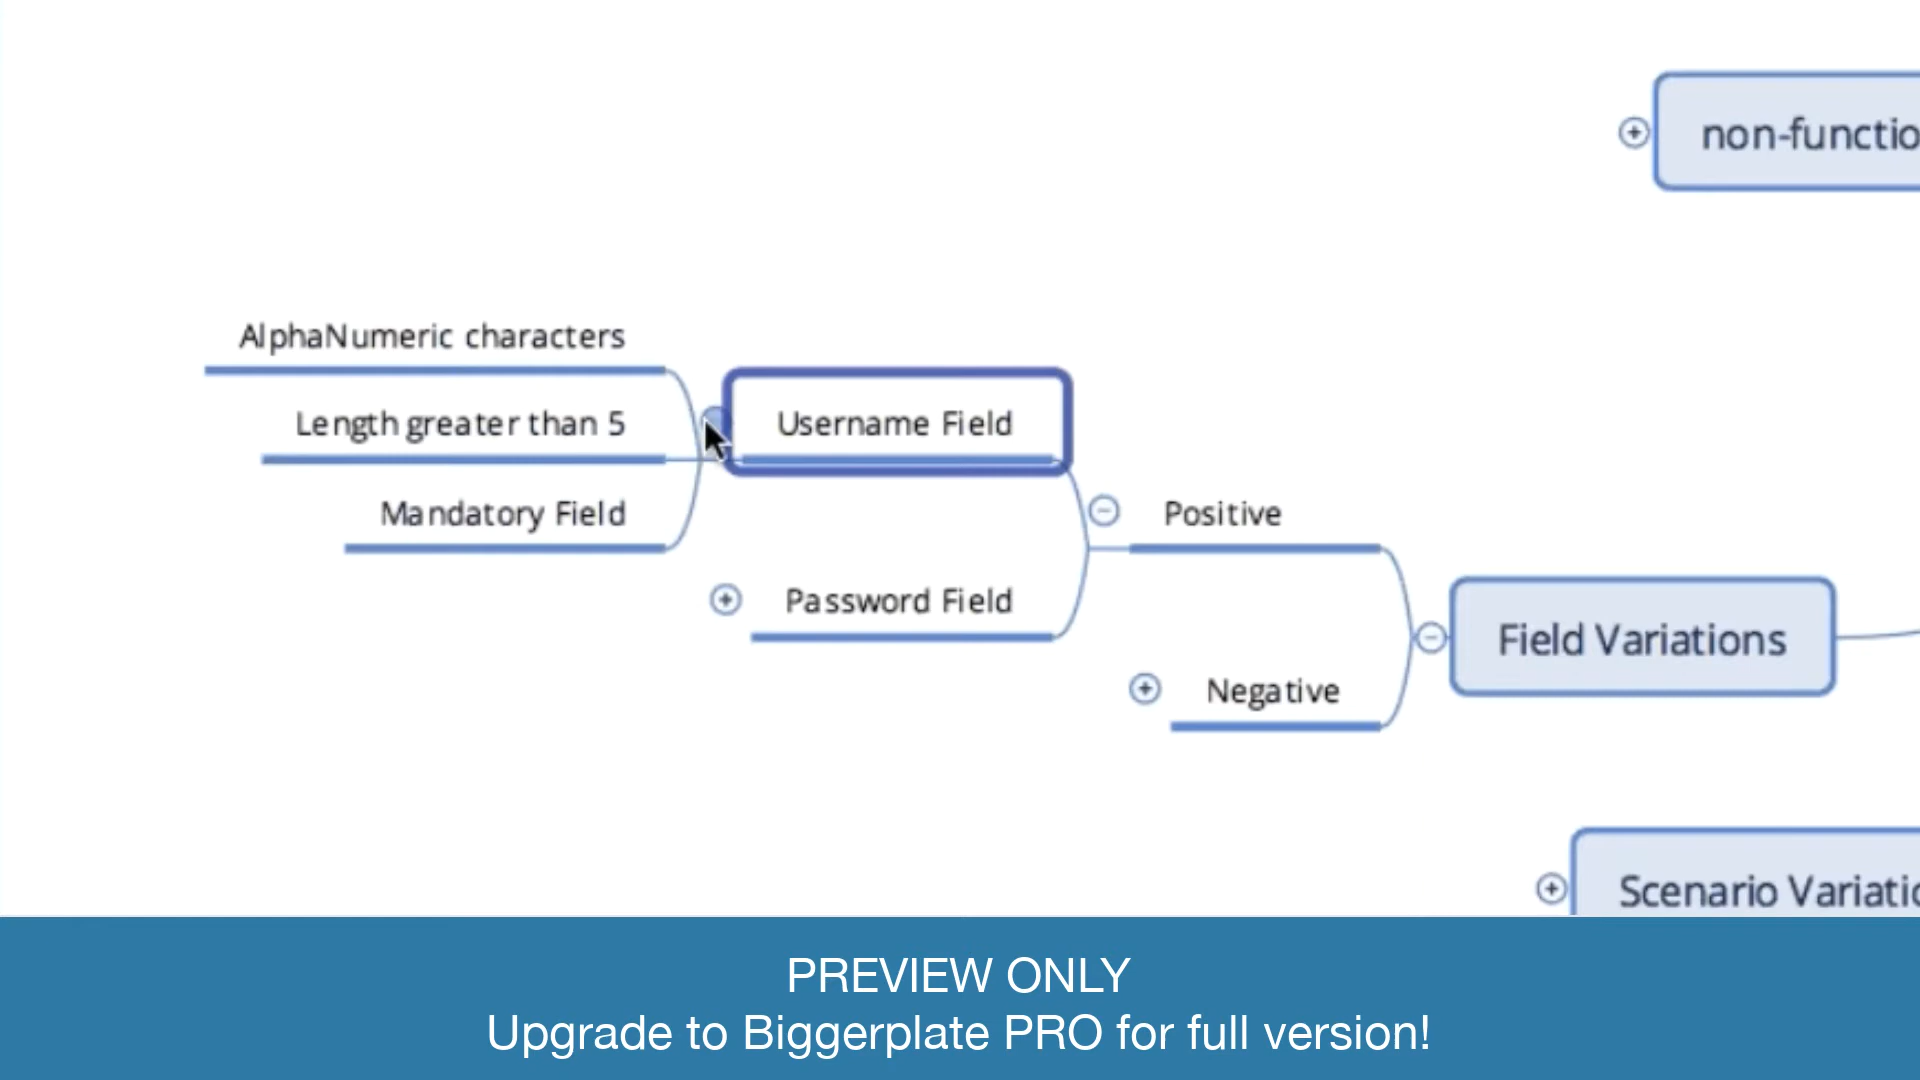 non-functio
AlphaNumeric characters
Length greater than 5
Username Field
Mandatory Field
Positive
Password Field
Field Variations
Negative
Scenario Variatio
PREVIEW ONLY
Upgrade to Biggerplate PRO for full version!